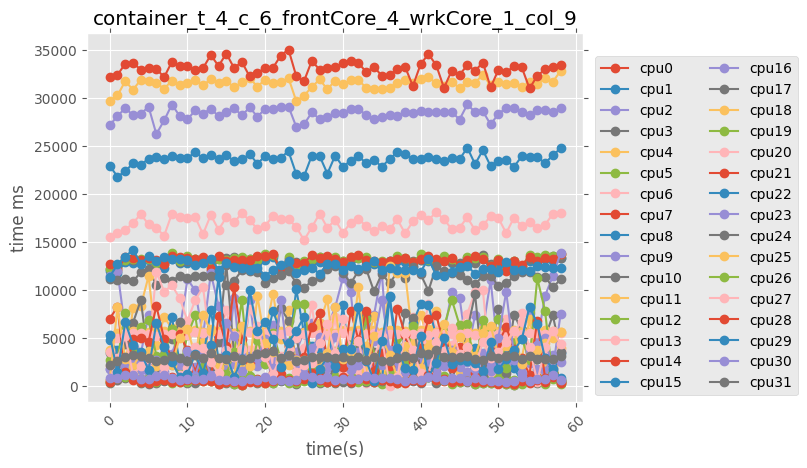 container_t_4_c_6_frontCore_4_wrkCore_1_col_9
time ms
35000
30000
25000
20000
15000
10000
5000
0
0
10
20
30
40
50
60
time(s)
cpu0
cpu1
cpu2
cpu3
cpu4
cpu5
cpu6
cpu7
cpu8
cpu9
cpu10
cpu11
cpu12
cpu13
cpu14
cpu15
cpu16
cpu17
cpu18
cpu19
cpu20
cpu21
cpu22
cpu23
cpu24
cpu25
cpu26
cpu27
cpu28
cpu29
cpu30
cpu31